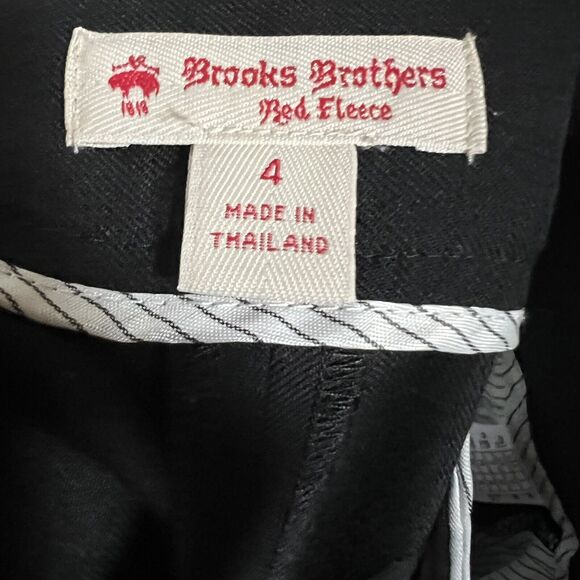 1818
Brooks Brothers
Red Fleece
4
MADE IN
THAILAND